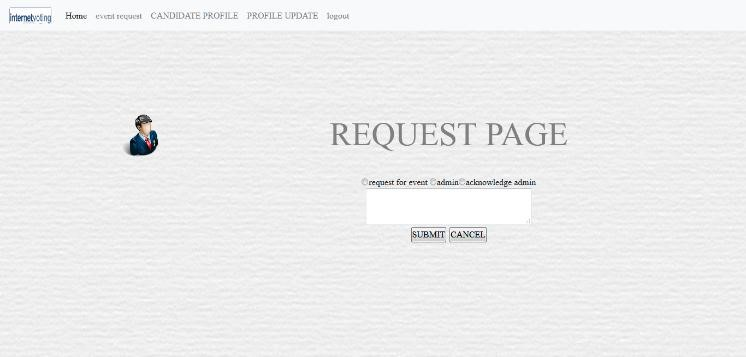 internetvoting Home event request CANDIDATE PROFILE PROFILE UPDATE logout
REQUEST PAGE
request for event admin acknowledge admin
SUBMIT CANCEL